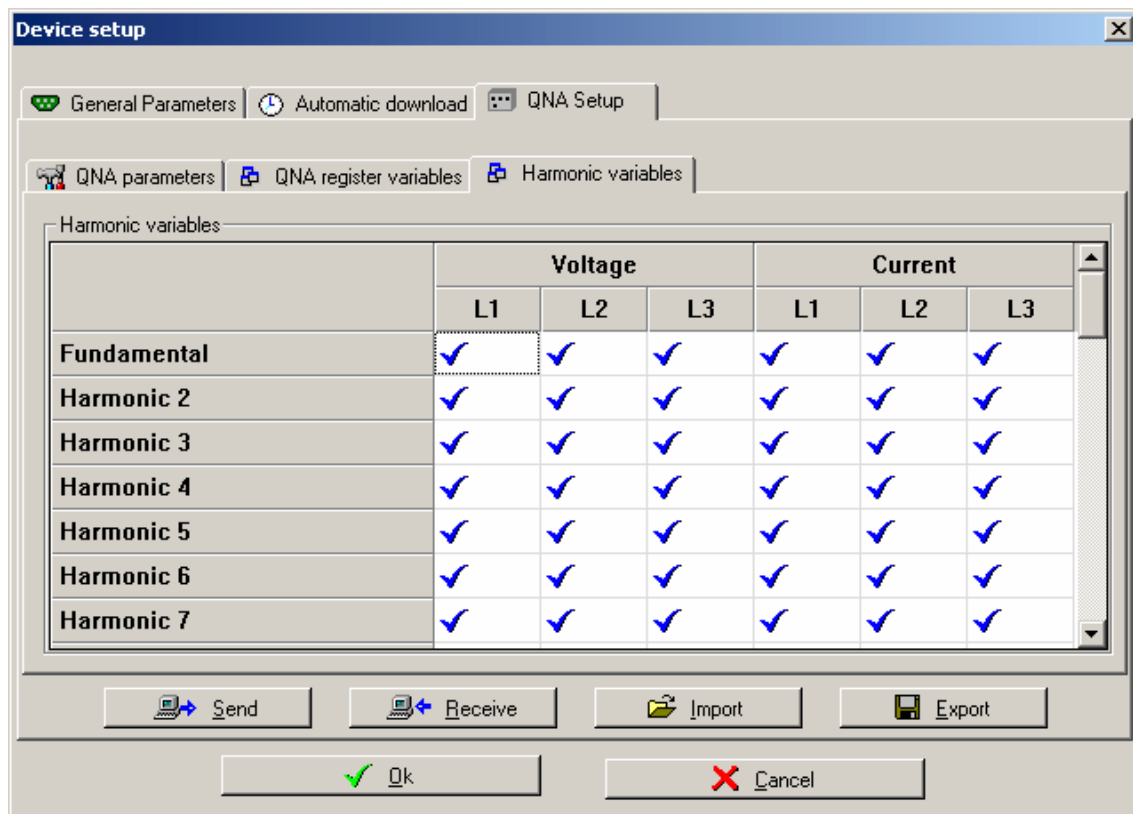 Device setup
General Parameters Automatic download QNA Setup
QNA parameters QNA register variables Harmonic variables
Harmonic variables
Voltage Current
L1 L2 L3 L1 L2 L3
Fundamental
Harmonic 2
Harmonic 3
Harmonic 4
Harmonic 5
Harmonic 6
Harmonic 7
Send Receive Import Export
Ok Cancel